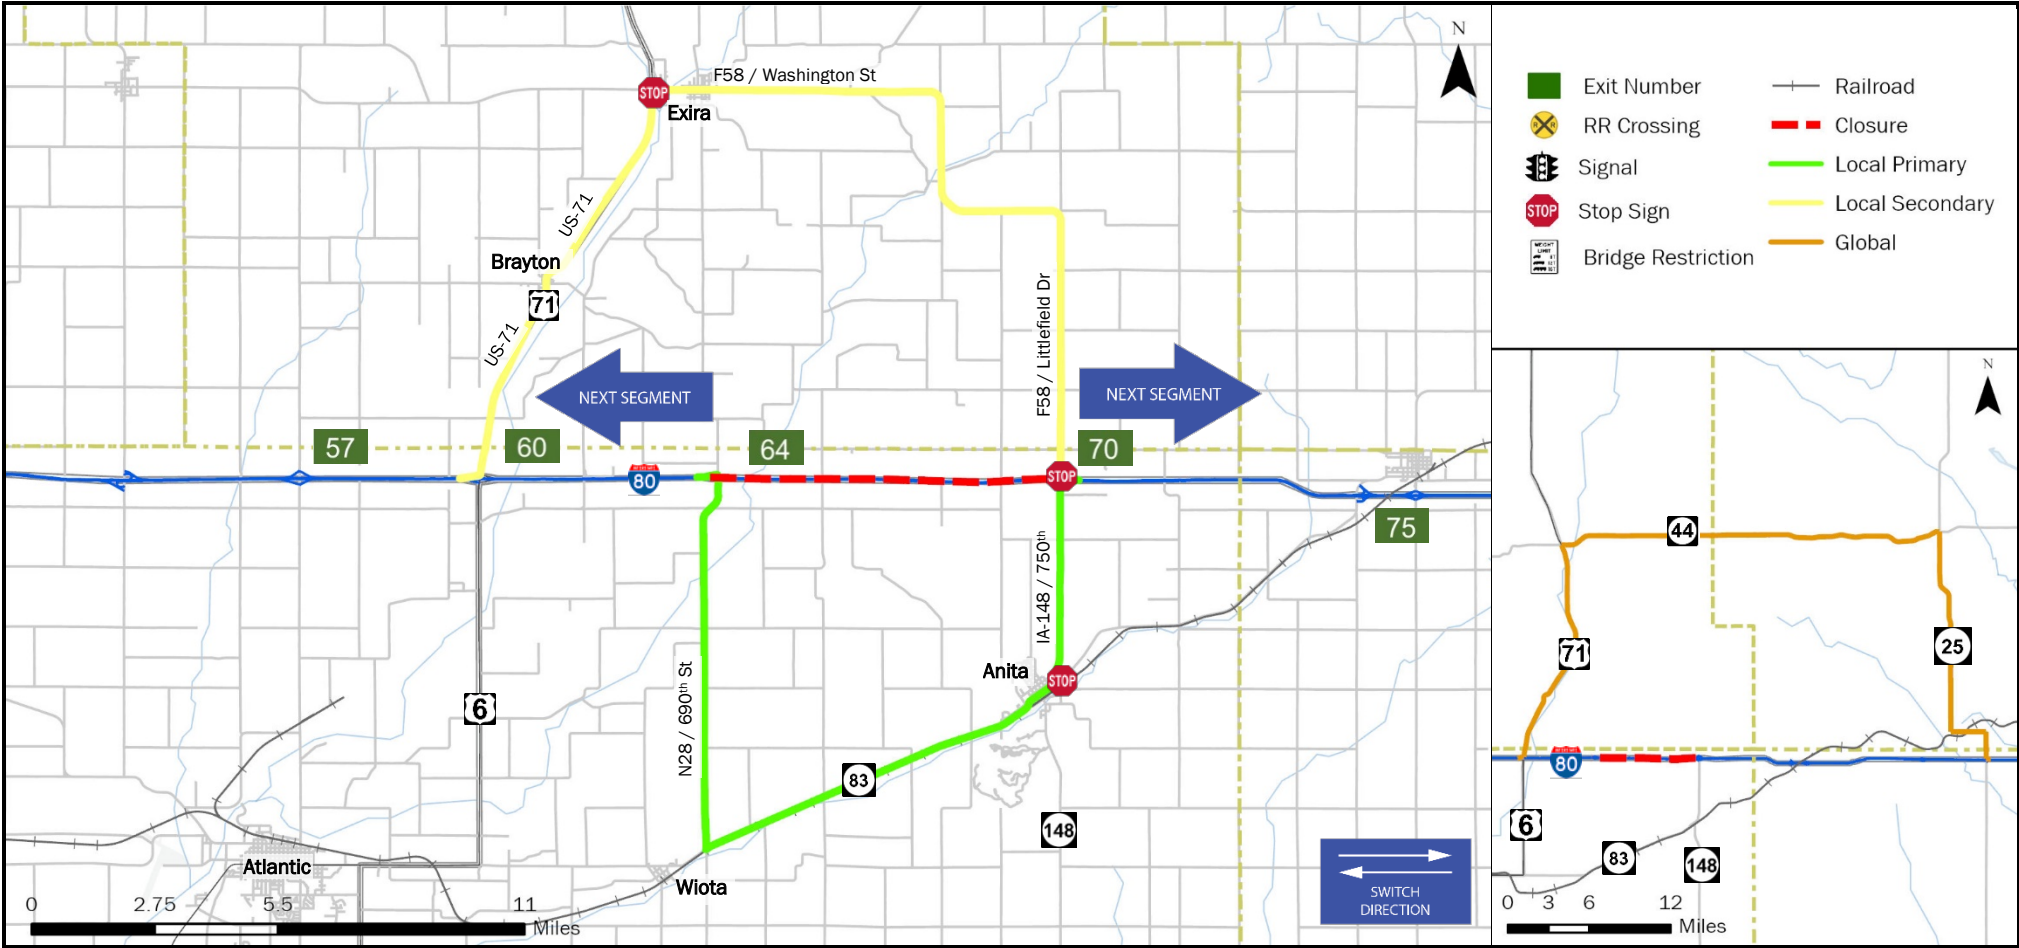 F58 / Washington St
N
STOP
Exira
US-71
Brayton
71
US-71
F58 / Littlefield Dr
NEXT SEGMENT
NEXT SEGMENT
57
60
64
70
80
STOP
75
IA-148 / 750th
Anita
STOP
6
N28 / 690th St
83
148
Atlantic
Wiota
0 2.75 5.5 11
Miles
SWITCH
DIRECTION
Exit Number
RR Crossing
Signal
STOP
Stop Sign
WEIGHT
LIMIT
Bridge Restriction
Railroad
Closure
Local Primary
Local Secondary
Global
N
44
71
25
80
6
83
148
0 3 6 12
Miles